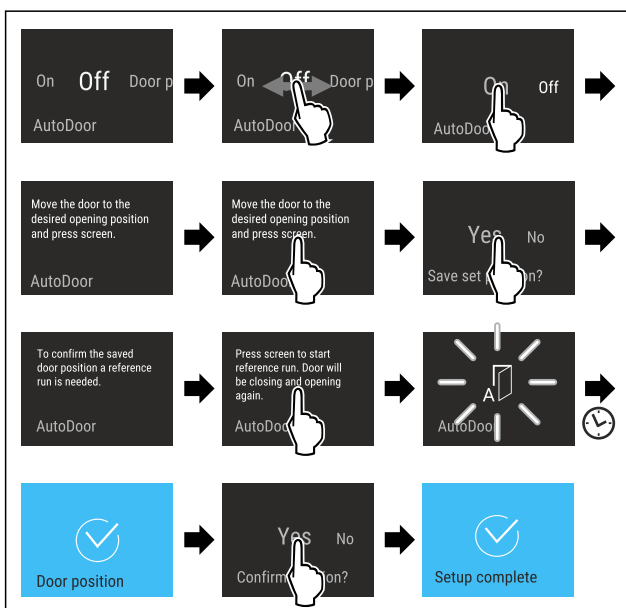 On Off Door p
AutoDoor
On Off Door p
AutoDoor
On Off
AutoDoo
Move the door to the
desired opening position
and press screen.
AutoDoor
Move the door to the
desired opening position
and press screen.
AutoDoo
Yes No
Save set p on?
To confirm the saved
door position a reference
run is needed.
AutoDoor
Press screen to start
reference run. Door will
be closing and opening
again.
AutoDoo
A
AutoDoo
Door position
Yes No
Confirm on?
Setup complete